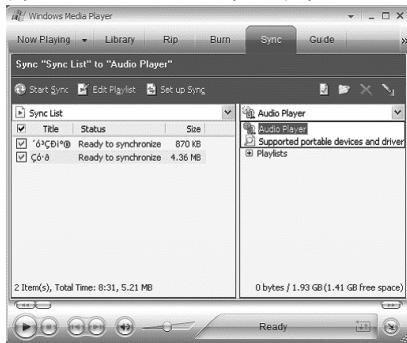 Windows Media Player
Now Playing Library Rip Burn Sync Guide »
Sync "Sync List" to "Audio Player"
Start Sync Edit Playlist Set up Sync
Sync List
Audio Player
Title Status Size
Audio Player
´ó³ÇÐ¡°® Ready to synchronize 870 KB
Supported portable devices and driver
Çó·ð Ready to synchronize 4.36 MB
Playlists
2 Item(s), Total Time: 8:31, 5.21 MB
0 bytes / 1.93 GB (1.41 GB free space)
Ready